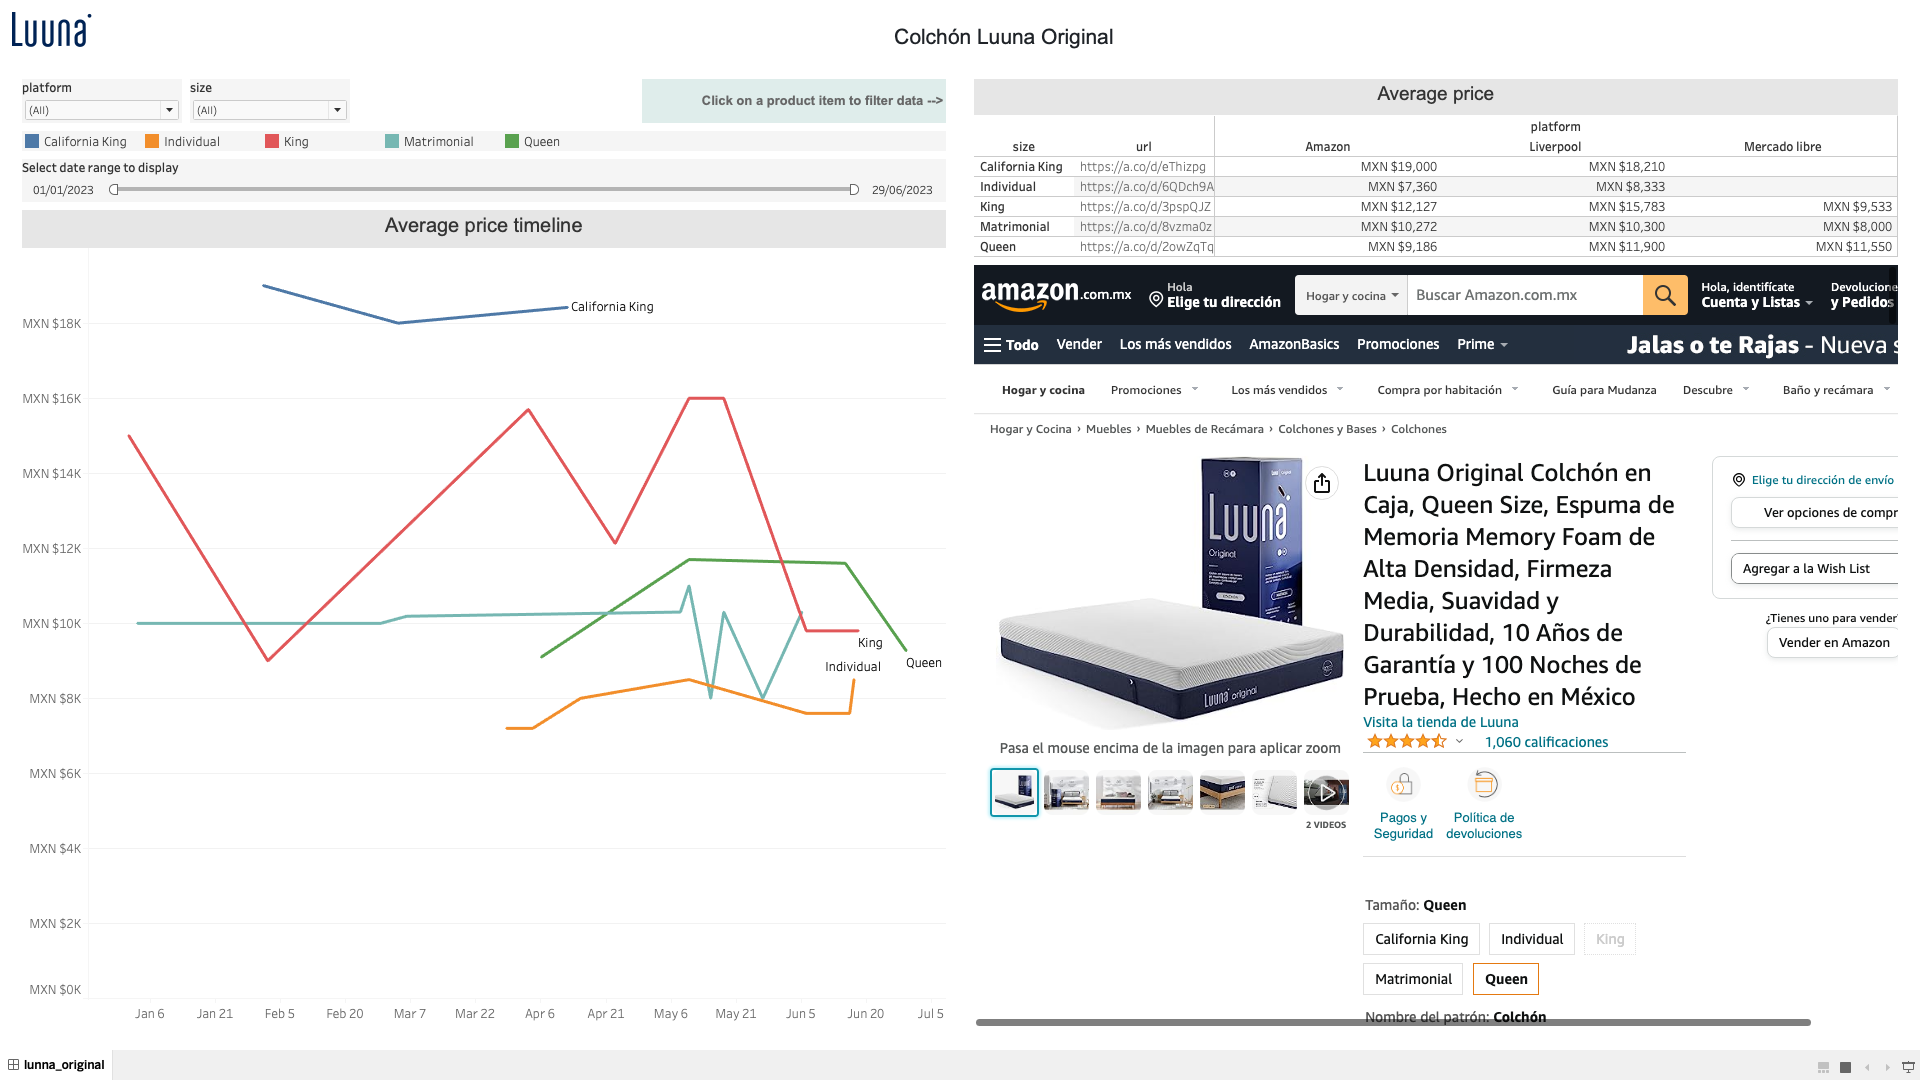 Luuna
Colchón Luuna Original
platform
size
(All)
(All)
Click on a product item to filter data -->
California King
Individual
King
Matrimonial
Queen
Select date range to display
01/01/2023
29/06/2023
Average price timeline
MXN $18K
MXN $16K
MXN $14K
MXN $12K
MXN $10K
MXN $8K
MXN $6K
MXN $4K
MXN $2K
MXN $0K
California King
King
Individual
Queen
Jan 6 Jan 21 Feb 5 Feb 20 Mar 7 Mar 22 Apr 6 Apr 21 May 6 May 21 Jun 5 Jun 20 Jul 5
Average price
platform
size url Amazon Liverpool Mercado libre
California King https://a.co/d/eThizpg MXN $19,000 MXN $18,210
Individual https://a.co/d/6QDch9A MXN $7,360 MXN $8,333
King https://a.co/d/3pspQJZ MXN $12,127 MXN $15,783 MXN $9,533
Matrimonial https://a.co/d/8vzma0z MXN $10,272 MXN $10,300 MXN $8,000
Queen https://a.co/d/2owZqTq MXN $9,186 MXN $11,900 MXN $11,550
amazon.com.mx
Hola
Elige tu dirección
Hogar y cocina
Buscar Amazon.com.mx
Hola, identifícate
Cuenta y Listas
Devolucione
y Pedidos
Todo Vender Los más vendidos AmazonBasics Promociones Prime
Jalas o te Rajas - Nueva s
Hogar y cocina Promociones Los más vendidos Compra por habitación Guía para Mudanza Descubre Baño y recámara
Hogar y Cocina › Muebles › Muebles de Recámara › Colchones y Bases › Colchones
Luuna
Original
Luuna original
Luuna Original Colchón en
Caja, Queen Size, Espuma de
Memoria Memory Foam de
Alta Densidad, Firmeza
Media, Suavidad y
Durabilidad, 10 Años de
Garantía y 100 Noches de
Prueba, Hecho en México
Visita la tienda de Luuna
1,060 calificaciones
Pasa el mouse encima de la imagen para aplicar zoom
2 VIDEOS
Pagos y
Seguridad
Política de
devoluciones
Tamaño: Queen
California King
Individual
King
Matrimonial
Queen
Nombre del patrón: Colchón
Elige tu dirección de envío
Ver opciones de compr
Agregar a la Wish List
¿Tienes uno para vender
Vender en Amazon
lunna_original